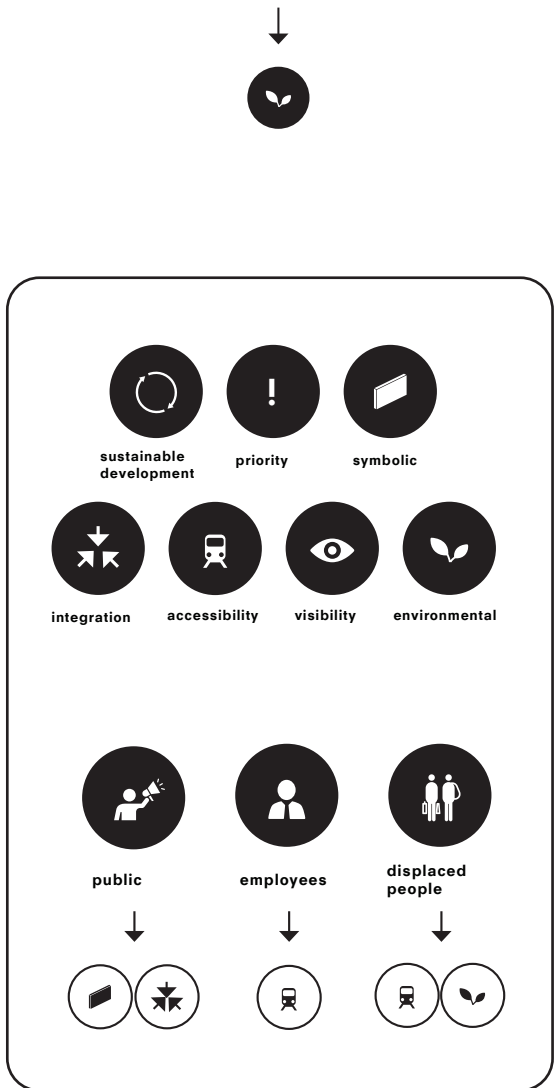 sustainable
development
priority
symbolic
integration
accessibility
visibility
environmental
public
employees
displaced
people